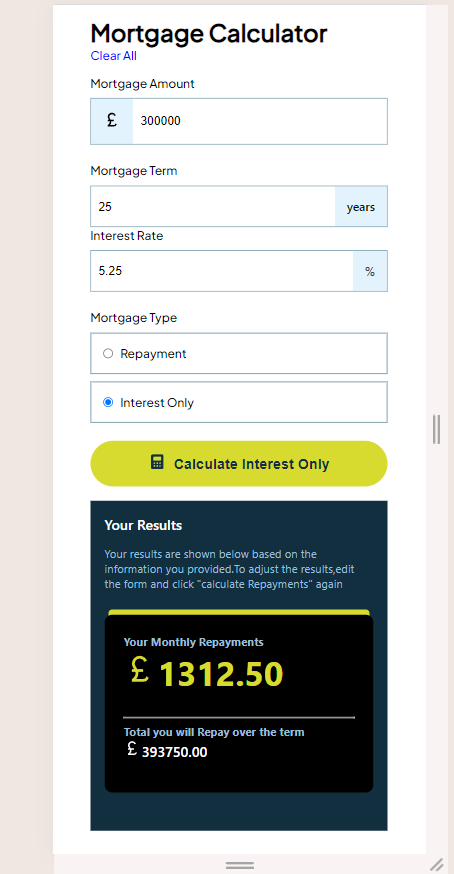 Mortgage Calculator
Clear All
Mortgage Amount
£ 300000
Mortgage Term
25 years
Interest Rate
5.25 %
Mortgage Type
Repayment
Interest Only
Calculate Interest Only
Your Results
Your results are shown below based on the
information you provided.To adjust the results,edit
the form and click "calculate Repayments" again
Your Monthly Repayments
£ 1312.50
Total you will Repay over the term
£ 393750.00